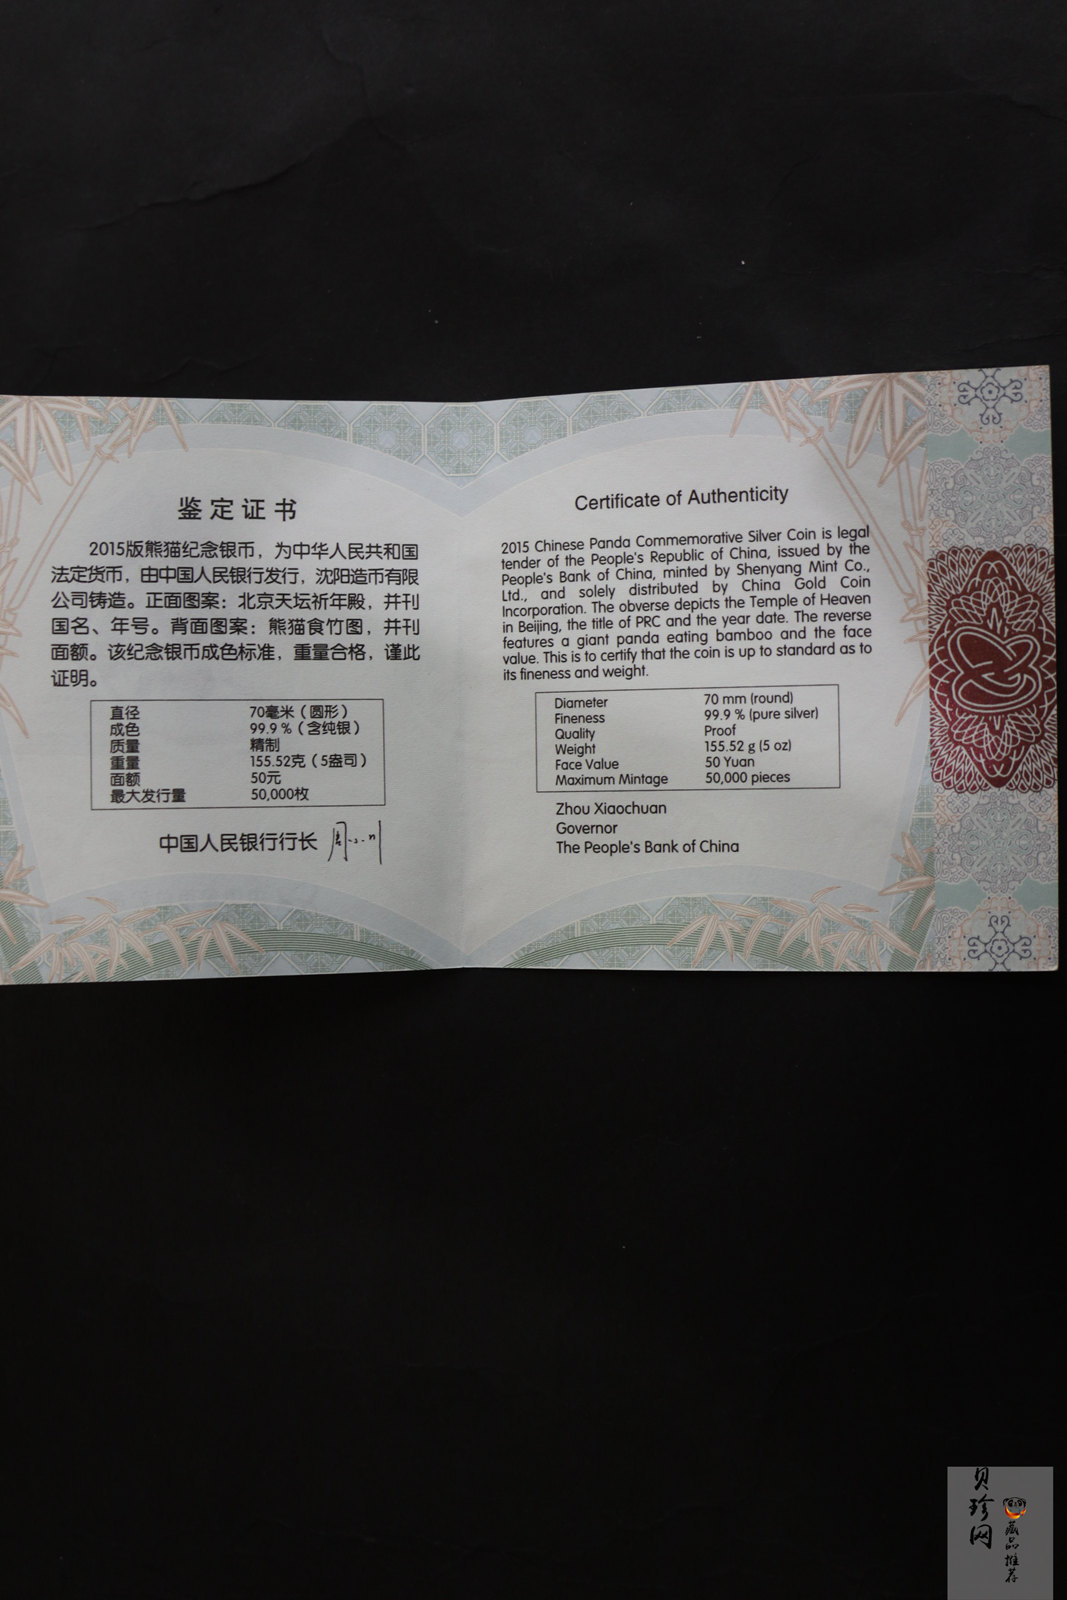 鉴定证书
2015版熊猫纪念银币，为中华人民共和国
法定货币，由中国人民银行发行，沈阳造币有限
公司铸造。正面图案：北京天坛祈年殿，并刊
国名、年号。背面图案：熊猫食竹图，并刊
面额。该纪念银币成色标准，重量合格，谨此
证明。
直径 70毫米（圆形）
成色 99.9 %（含纯银）
质量 精制
重量 155.52克（5盎司）
面额 50元
最大发行量 50,000枚
中国人民银行行长
Certificate of Authenticity
2015 Chinese Panda Commemorative Silver Coin is legal
tender of the People's Republic of China, issued by the
People's Bank of China, minted by Shenyang Mint Co.,
Ltd., and solely distributed by China Gold Coin
Incorporation. The obverse depicts the Temple of Heaven
in Beijing, the title of PRC and the year date. The reverse
features a giant panda eating bamboo and the face
value. This is to certify that the coin is up to standard as to
its fineness and weight.
Diameter 70 mm (round)
Fineness 99.9 % (pure silver)
Quality Proof
Weight 155.52 g (5 oz)
Face Value 50 Yuan
Maximum Mintage 50,000 pieces
Zhou Xiaochuan
Governor
The People's Bank of China
贝珍网
藏品推荐